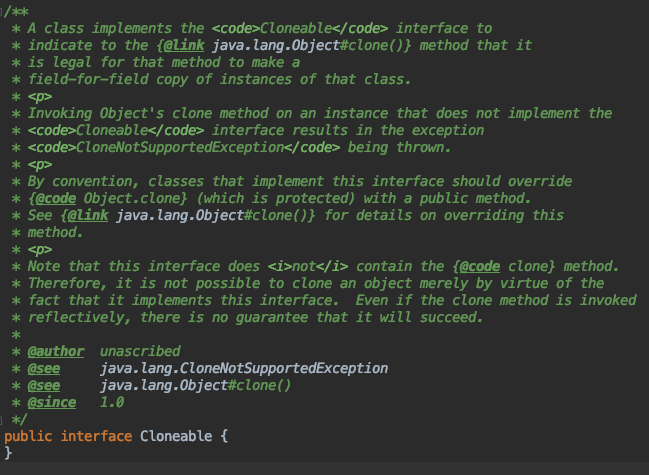 /**
* A class implements the <code>Cloneable</code> interface to
* indicate to the {@link java.lang.Object#clone()} method that it
* is legal for that method to make a
* field-for-field copy of instances of that class.
* <p>
* Invoking Object's clone method on an instance that does not implement the
* <code>Cloneable</code> interface results in the exception
* <code>CloneNotSupportedException</code> being thrown.
* <p>
* By convention, classes that implement this interface should override
* {@code Object.clone} (which is protected) with a public method.
* See {@link java.lang.Object#clone()} for details on overriding this
* method.
* <p>
* Note that this interface does <i>not</i> contain the {@code clone} method.
* Therefore, it is not possible to clone an object merely by virtue of the
* fact that it implements this interface.  Even if the clone method is invoked
* reflectively, there is no guarantee that it will succeed.
*
* @author  unascribed
* @see     java.lang.CloneNotSupportedException
* @see     java.lang.Object#clone()
* @since   1.0
*/
public interface Cloneable {
}